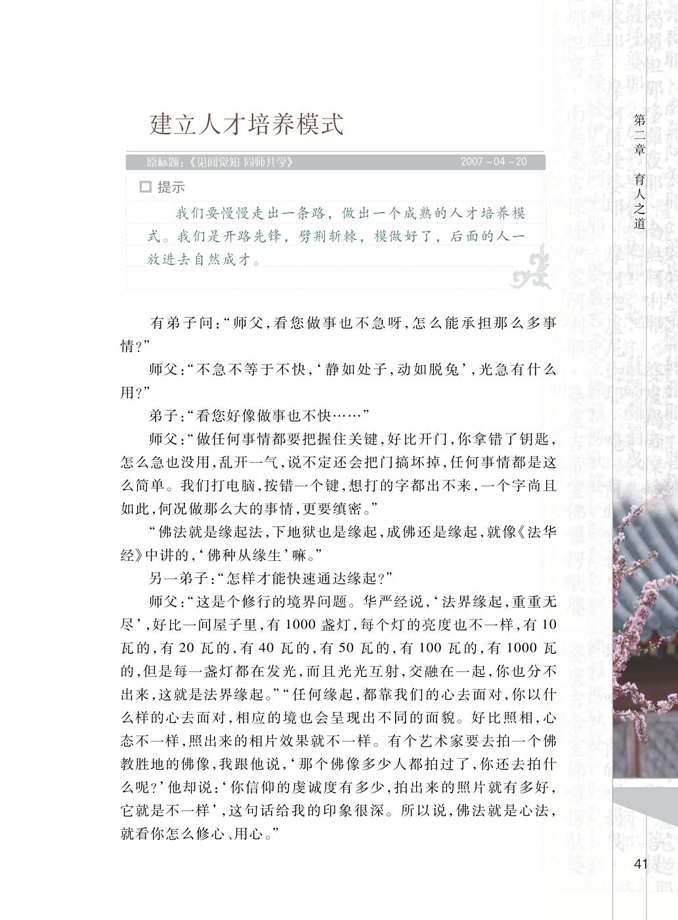 建立人才培养模式
原标题：《见闻觉知 同师共学》 2007－04－20
提示
我们要慢慢走出一条路，做出一个成熟的人才培养模
式。我们是开路先锋，劈荆斩棘，模做好了，后面的人一
放进去自然成才。
有弟子问：“师父，看您做事也不急呀，怎么能承担那么多事
情？”
师父：“不急不等于不快，‘静如处子，动如脱兔’，光急有什么
用？”
弟子：“看您好像做事也不快……”
师父：“做任何事情都要把握住关键，好比开门，你拿错了钥匙，
怎么急也没用，乱开一气，说不定还会把门搞坏掉，任何事情都是这
么简单。我们打电脑，按错一个键，想打的字都出不来，一个字尚且
如此，何况做那么大的事情，更要缜密。”
“佛法就是缘起法，下地狱也是缘起，成佛还是缘起，就像《法华
经》中讲的，‘佛种从缘生’嘛。”
另一弟子：“怎样才能快速通达缘起？”
师父：“这是个修行的境界问题。华严经说，‘法界缘起，重重无
尽’，好比一间屋子里，有 1000 盏灯，每个灯的亮度也不一样，有 10
瓦的，有 20 瓦的，有 40 瓦的，有 50 瓦的，有 100 瓦的，有 1000 瓦
的，但是每一盏灯都在发光，而且光光互射，交融在一起，你也分不
出来，这就是法界缘起。”“任何缘起，都靠我们的心去面对，你以什
么样的心去面对，相应的境也会呈现出不同的面貌。好比照相，心
态不一样，照出来的相片效果就不一样。有个艺术家要去拍一个佛
教胜地的佛像，我跟他说，‘那个佛像多少人都拍过了，你还去拍什
么呢？’他却说：‘你信仰的虔诚度有多少，拍出来的照片就有多好，
它就是不一样’，这句话给我的印象很深。所以说，佛法就是心法，
就看你怎么修心、用心。”
第二章 育人之道
41